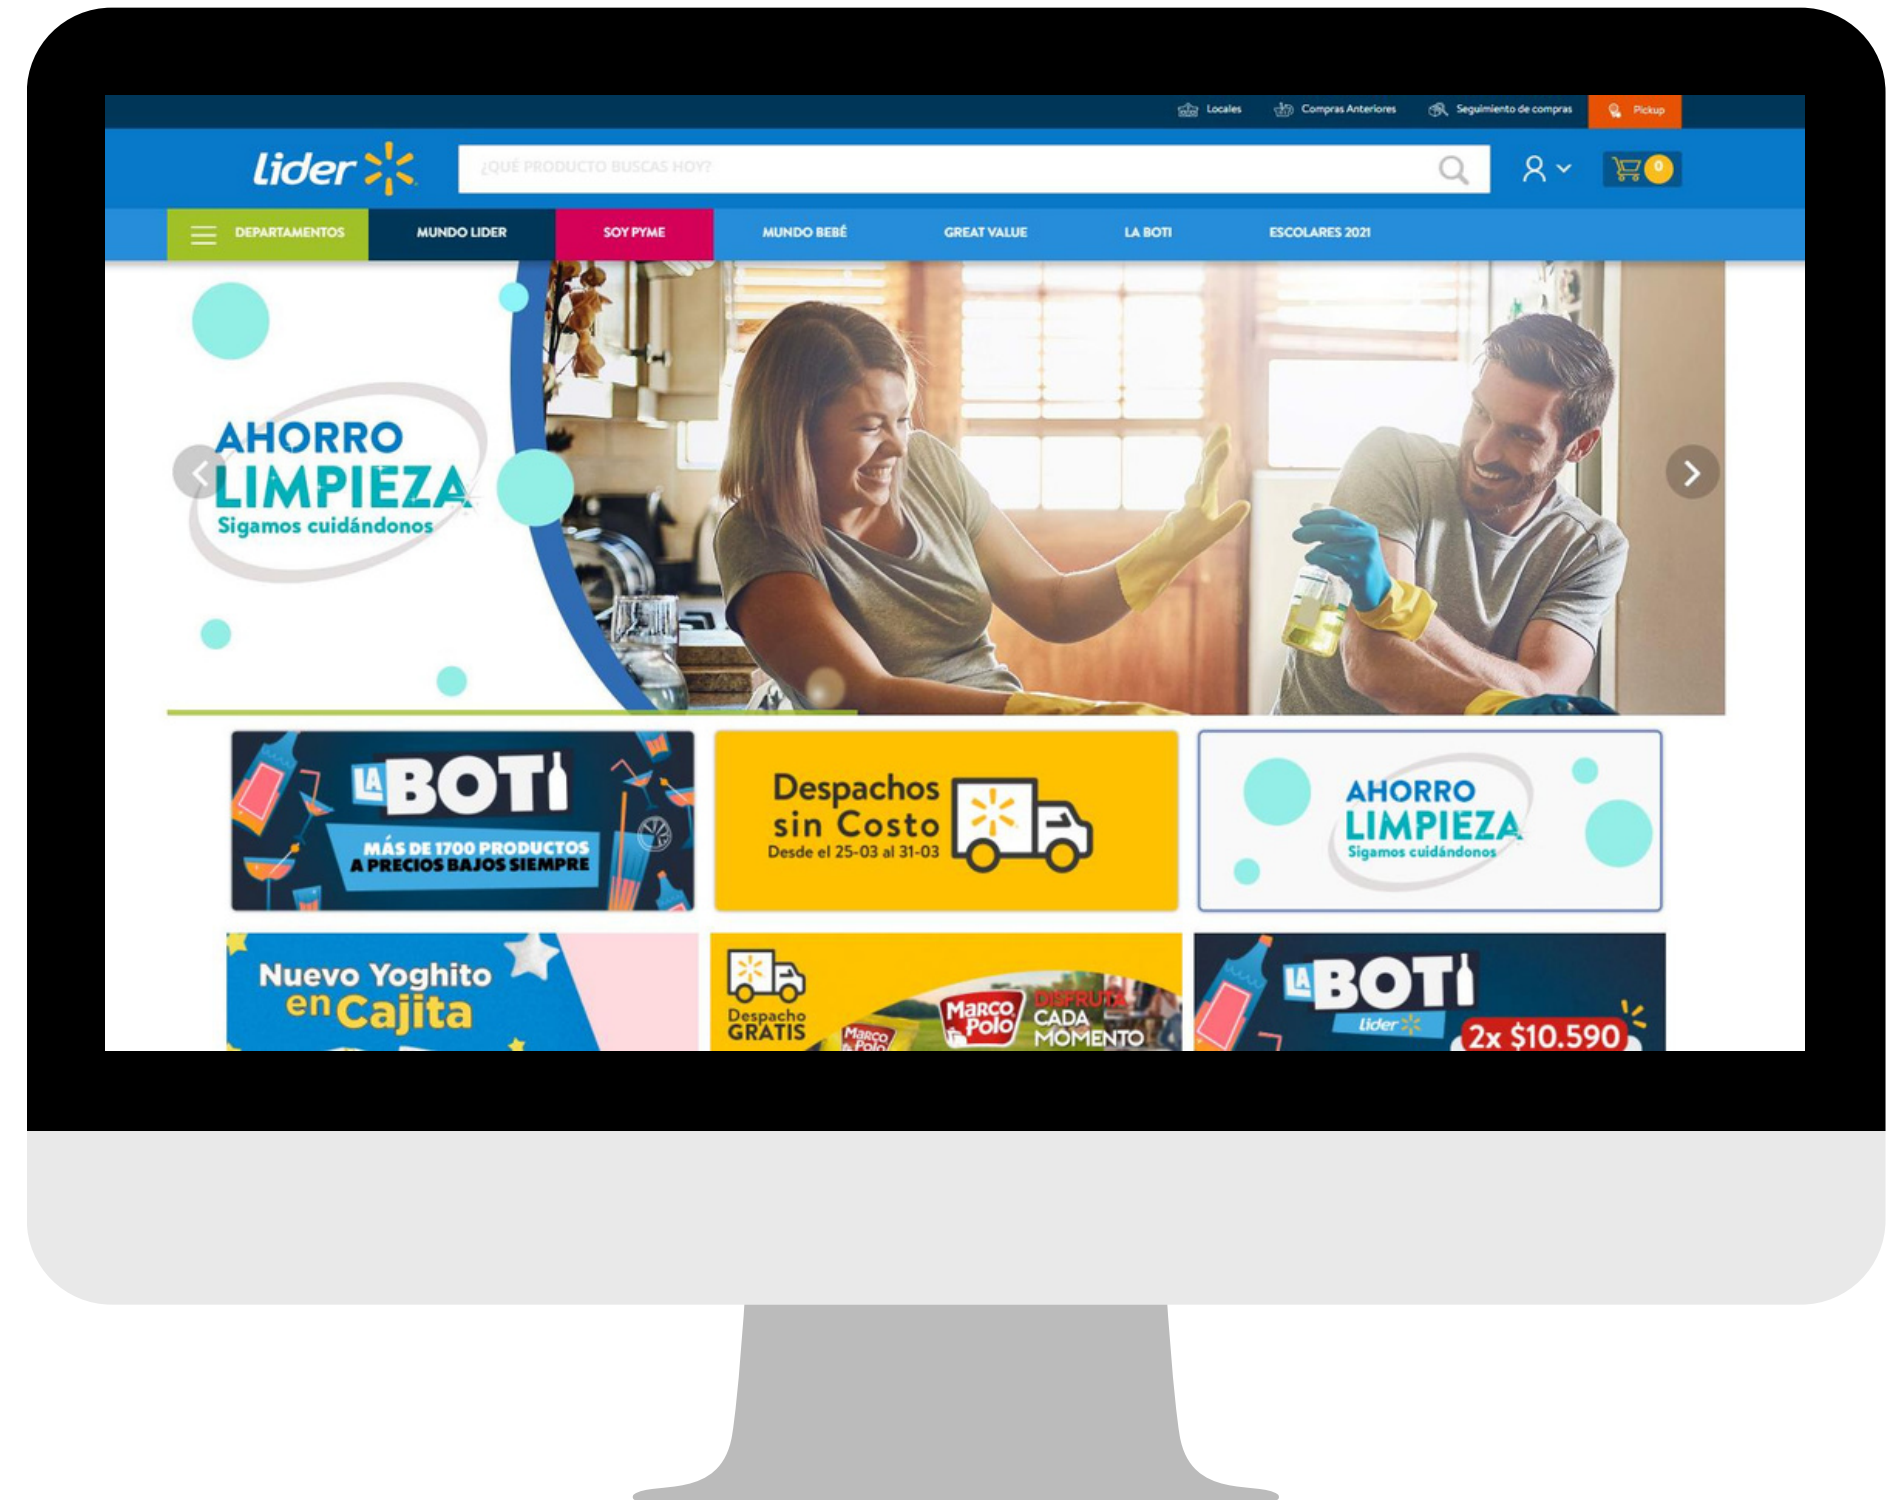 Locales
Compras Anteriores
Seguimiento de compras
Pickup
Lider
¿QUÉ PRODUCTO BUSCAS HOY?
0
DEPARTAMENTOS
MUNDO LIDER
SOY PYME
MUNDO BEBÉ
GREAT VALUE
LA BOTI
ESCOLARES 2021
AHORRO
LIMPIEZA
Sigamos cuidándonos
LA BOTI
MÁS DE 1700 PRODUCTOS
A PRECIOS BAJOS SIEMPRE
Despachos
sin Costo
Desde el 25-03 al 31-03
AHORRO
LIMPIEZA
Sigamos cuidándonos
Nuevo Yoghito
en Cajita
Despacho
GRATIS
MARCO
POLO
MARCO
POLO
DISFRUTA
CADA
MOMENTO
LA BOTI
Lider
2x $10.590